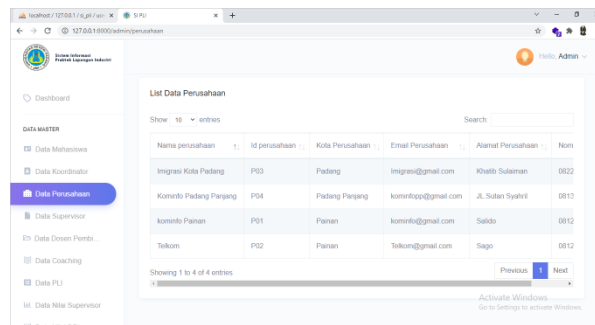 localhost / 127.0.0.1 / si_pli / use
SI PLI
127.0.0.1:8000/admin/perusahaan
Sistem Informasi
Praktek Lapangan Industri
Hello, Admin
Dashboard
DATA MASTER
Data Mahasiswa
Data Koordinator
Data Perusahaan
Data Supervisor
Data Dosen Pembi...
Data Coaching
Data PLI
Data Nilai Supervisor
List Data Perusahaan
Show 10 entries
Search:
Nama perusahaan Id perusahaan Kota Perusahaan Email Perusahaan Alamat Perusahaan Nom
Imigrasi Kota Padang P03 Padang Imigrasi@gmail.com Khatib Sulaiman 0822
Kominfo Padang Panjang P04 Padang Panjang kominfopp@gmail.com JL.Sutan Syahril 0813
kominfo Painan P01 Painan kominfo@gmail.com Salido 0812
Telkom P02 Painan Telkom@gmail.com Sago 0812
Showing 1 to 4 of 4 entries
Previous 1 Next
Activate Windows
Go to Settings to activate Windows.